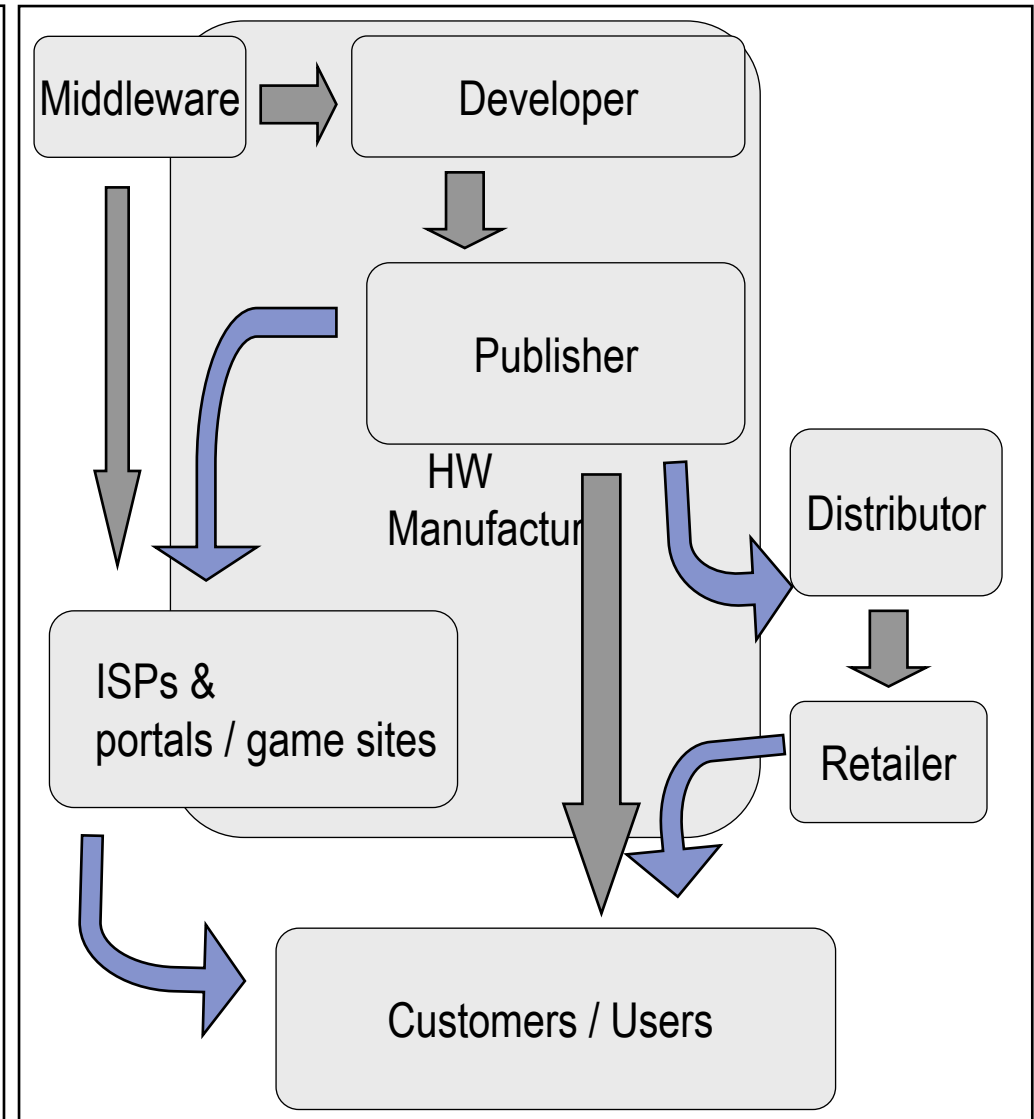 Middleware
Developer
Publisher
HW
Manufactur
Distributor
ISPs &
portals / game sites
Retailer
Customers / Users